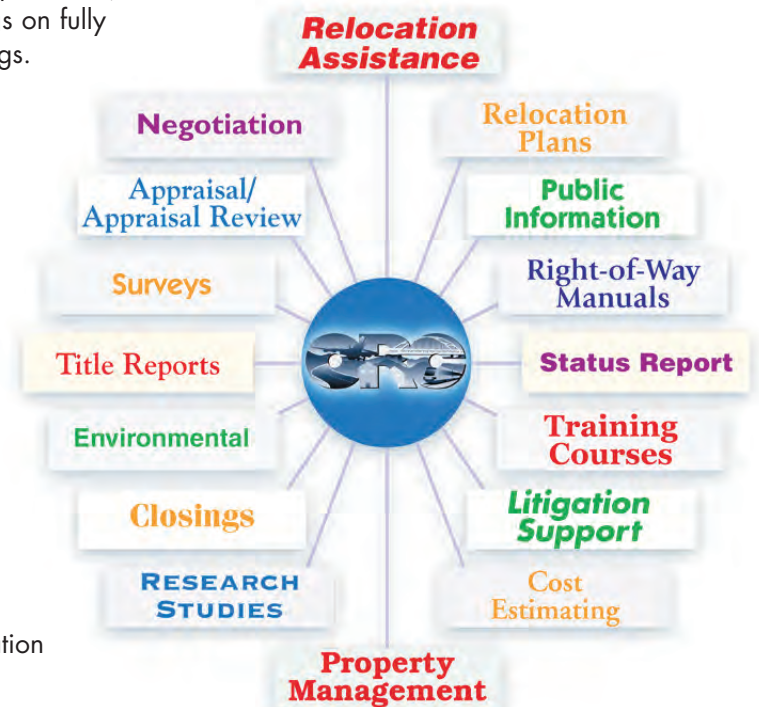 s on fully
gs.
Relocation
Assistance
Negotiation
Relocation
Plans
Appraisal/
Appraisal Review
Public
Information
Surveys
Right-of-Way
Manuals
Title Reports
SRS
Status Report
Environmental
Training
Courses
Closings
Litigation
Support
RESEARCH
STUDIES
Cost
Estimating
tion
Property
Management